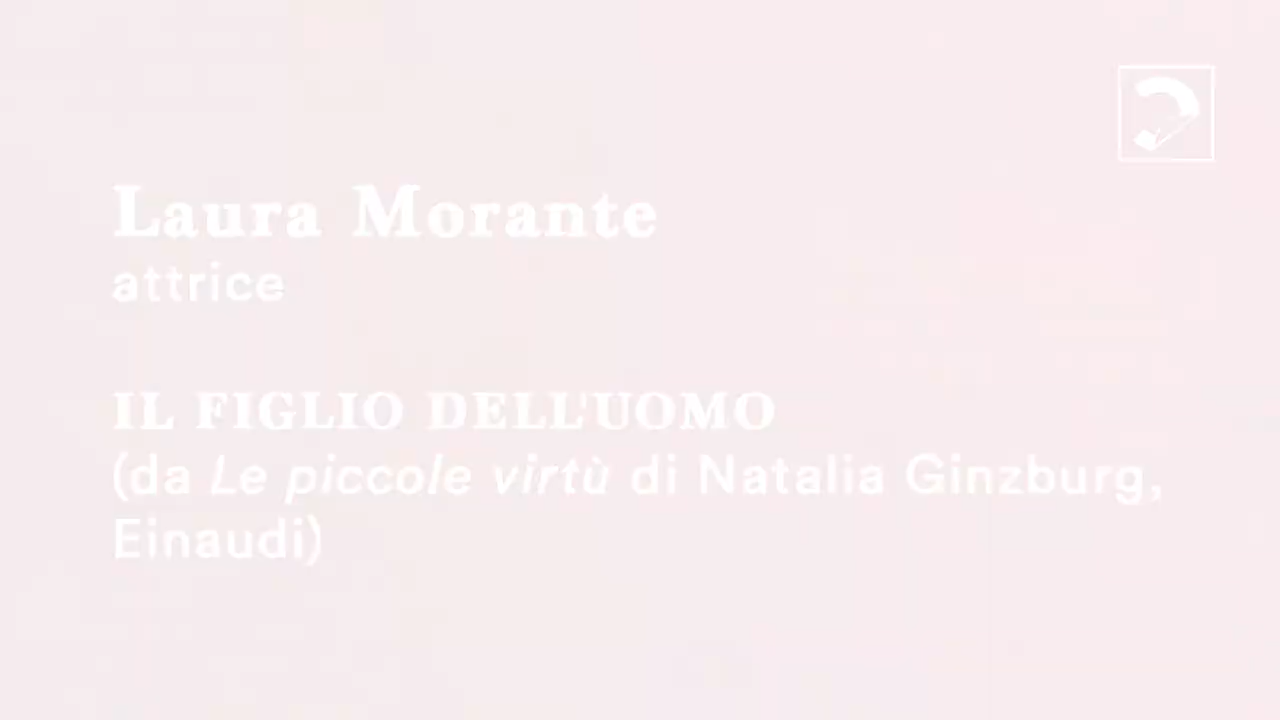 Laura Morante
attrice
IL FIGLIO DELL'UOMO
(da Le piccole virtù di Natalia Ginzburg,
Einaudi)